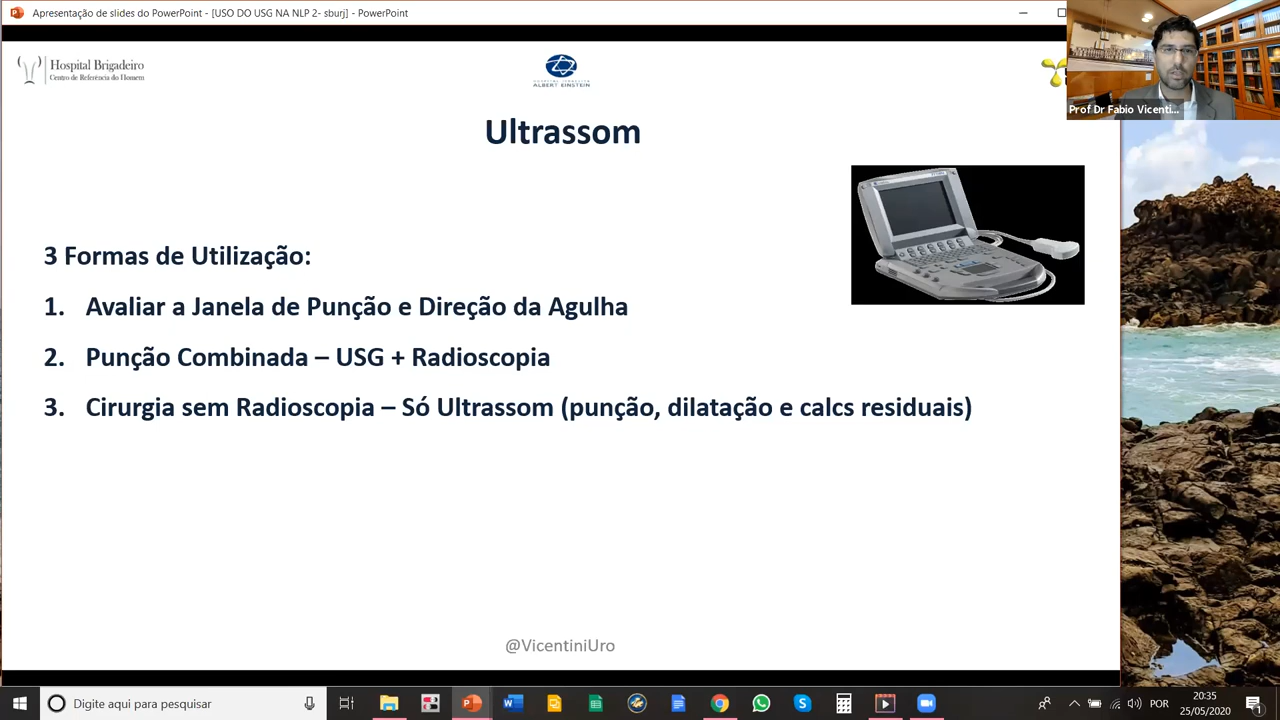 Apresentação de slides do PowerPoint - [USO DO USG NA NLP 2- sburj] - PowerPoint
Hospital Brigadeiro
Centro de Referência do Homem
HOSPITAL ISRAELITA
ALBERT EINSTEIN
Prof Dr Fabio Vicenti...
Ultrassom
3 Formas de Utilização:
1. Avaliar a Janela de Punção e Direção da Agulha
2. Punção Combinada – USG + Radioscopia
3. Cirurgia sem Radioscopia – Só Ultrassom (punção, dilatação e calcs residuais)
@VicentiniUro
Digite aqui para pesquisar
POR
20:35
25/05/2020